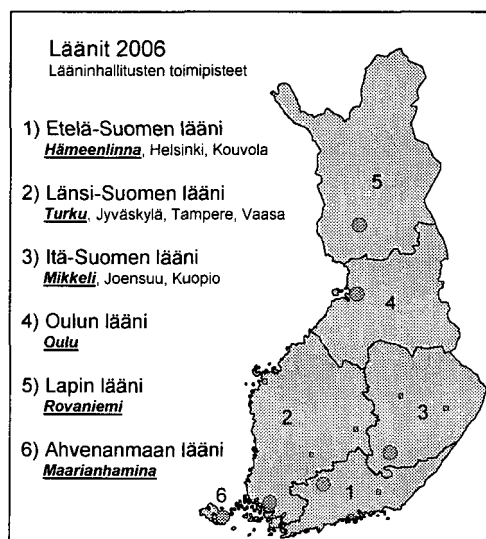 Läänit 2006
Lääninhallitusten toimipisteet
1) Etelä-Suomen lääni
Hämeenlinna, Helsinki, Kouvola
2) Länsi-Suomen lääni
Turku, Jyväskylä, Tampere, Vaasa
3) Itä-Suomen lääni
Mikkeli, Joensuu, Kuopio
4) Oulun lääni
Oulu
5) Lapin lääni
Rovaniemi
6) Ahvenanmaan lääni
Maarianhamina
5
4
2
3
1
6